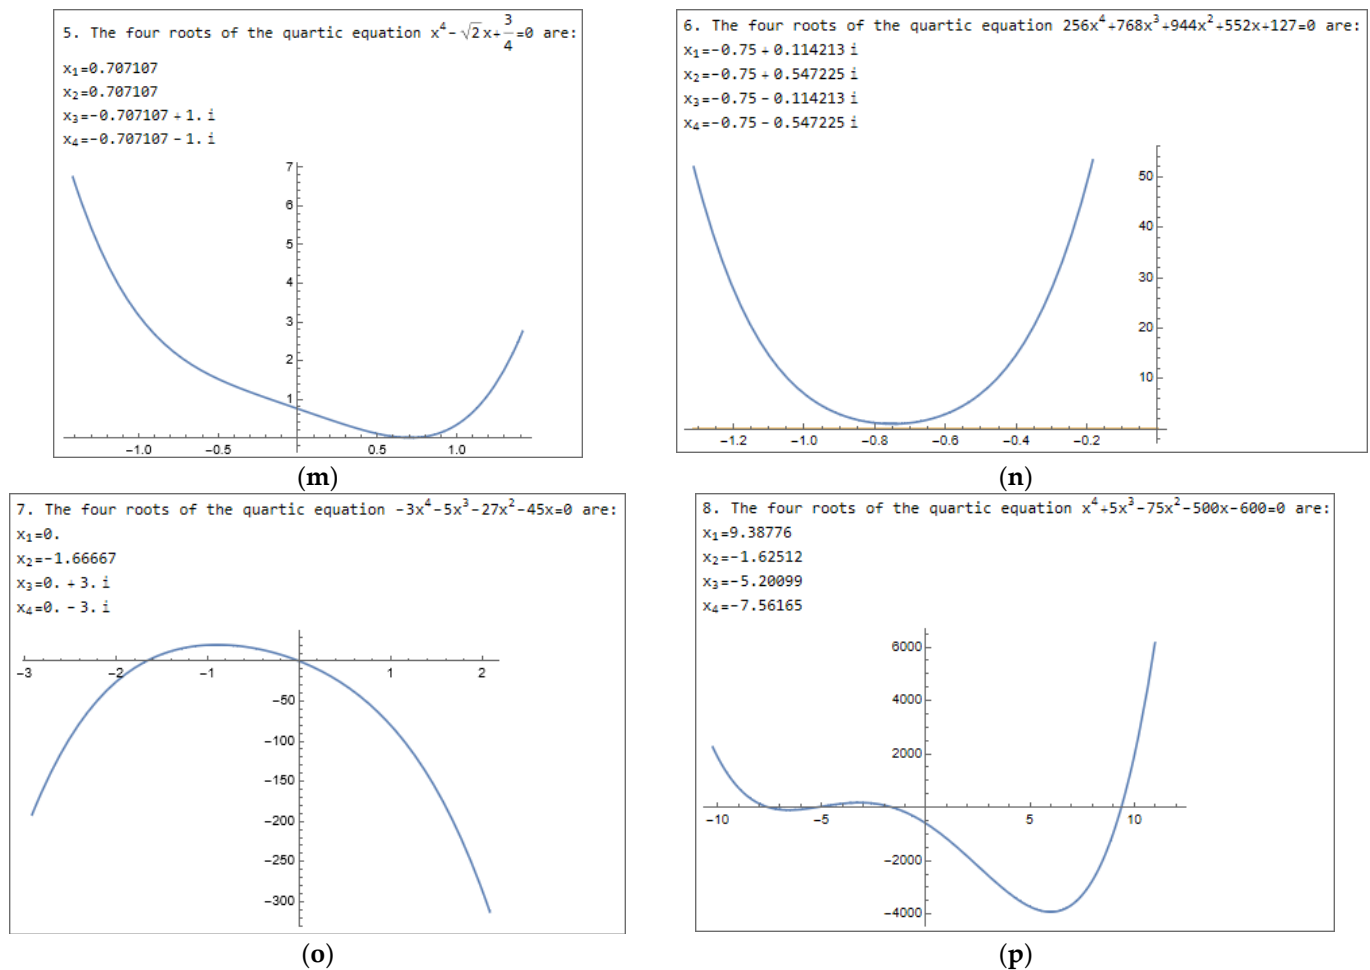 5. The four roots of the quartic equation x⁴-√2x+3/4=0 are:
x₁=0.707107
x₂=0.707107
x₃=-0.707107 + 1. i
x₄=-0.707107 - 1. i
7
6
5
4
3
2
1
-1.0 -0.5 0.5 1.0
(m)
6. The four roots of the quartic equation 256x⁴+768x³+944x²+552x+127=0 are:
x₁=-0.75 + 0.114213 i
x₂=-0.75 + 0.547225 i
x₃=-0.75 - 0.114213 i
x₄=-0.75 - 0.547225 i
50
40
30
20
10
-1.2 -1.0 -0.8 -0.6 -0.4 -0.2
(n)
7. The four roots of the quartic equation -3x⁴-5x³-27x²-45x=0 are:
x₁=0.
x₂=-1.66667
x₃=0. + 3. i
x₄=0. - 3. i
-3 -2 -1 1 2
-50
-100
-150
-200
-250
-300
(o)
8. The four roots of the quartic equation x⁴+5x³-75x²-500x-600=0 are:
x₁=9.38776
x₂=-1.62512
x₃=-5.20099
x₄=-7.56165
6000
4000
2000
-10 -5 5 10
-2000
-4000
(p)